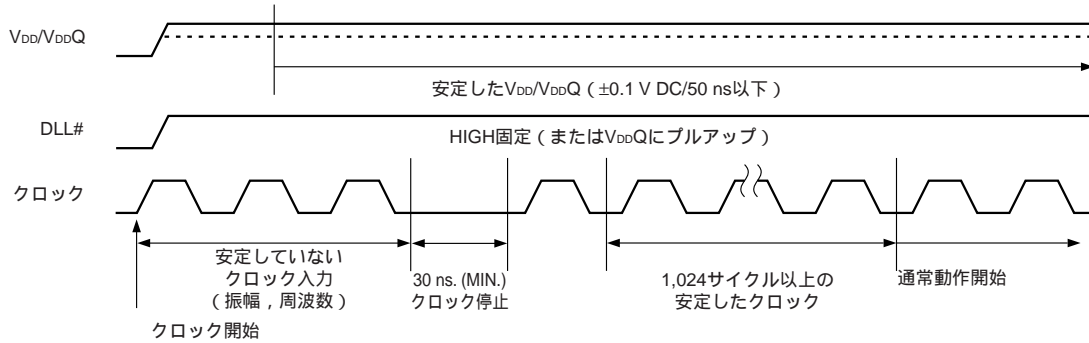 VDD/VDDQ
安定したVDD/VDDQ（±0.1 V DC/50 ns以下）
DLL#
HIGH固定（またはVDDQにプルアップ）
クロック
安定していない
クロック入力
（振幅，周波数）
30 ns. (MIN.)
クロック停止
1,024サイクル以上の
安定したクロック
通常動作開始
クロック開始